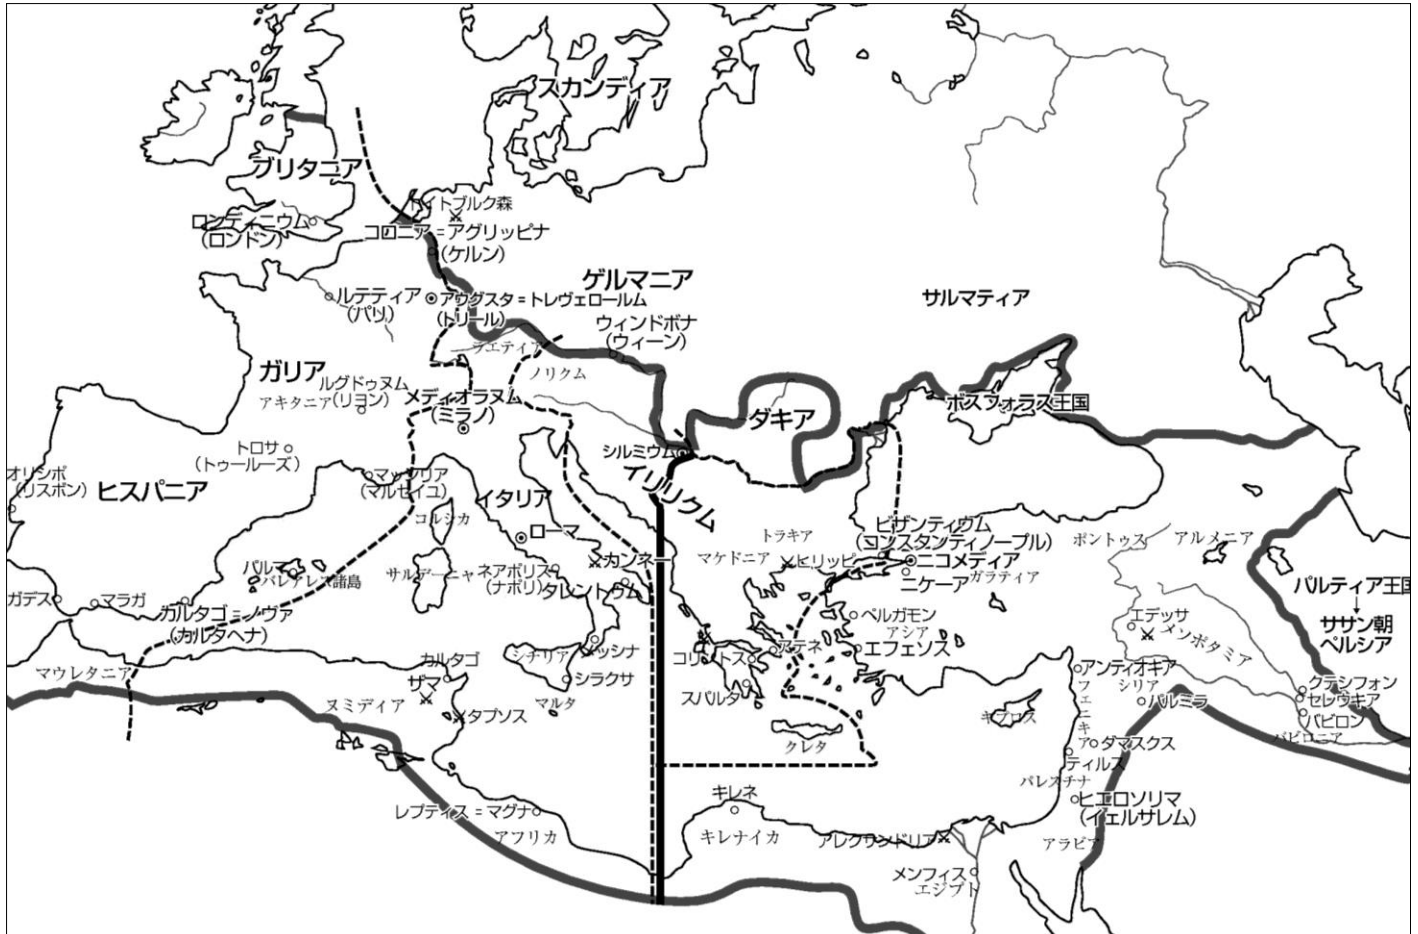 スカンディア
ブリタニア
トイトブルク森
ロンディニウム
(ロンドン)
コロニア＝アグリッピナ
(ケルン)
ゲルマニア
サルマティア
ルテティア
(パリ)
アウグスタ＝トレヴェロールム
(トリール)
ウィンドボナ
(ウィーン)
ラエティア
ノリクム
ガリア
ルグドゥヌム
(リヨン)
アキタニア
メディオラヌム
(ミラノ)
ダキア
ボスフォラス王国
トロサ
(トゥールーズ)
シルミウム
オリシポ
(リスボン)
ヒスパニア
マッシリア
(マルセイユ)
イタリア
イリリクム
コルシカ
ローマ
トラキア
ビザンティウム
(コンスタンティノープル)
ポントゥス
アルメニア
カンネー
マケドニア
ヒリッピ
ニコメディア
ニケーア
ガラティア
パルマ
バレアレス諸島
サルデーニャ
ネアポリス
(ナポリ)
タレントゥム
パルティア王国
↓
ササン朝
ペルシア
ガデス
マラガ
カルタゴ＝ノヴァ
(カルタヘナ)
ベルガモン
アシア
エフェソス
エデッサ
メソポタミア
メッシナ
シチリア
シラクサ
コリントス
アテネ
スパルタ
マウレタニア
カルタゴ
ザマ
ヌミディア
タプソス
マルタ
クレタ
キプロス
アンティオキア
シリア
パルミラ
フェニキア
ダマスクス
ティルス
パレスチナ
ヒエロソリマ
(イェルサレム)
アラビア
クテシフォン
セレウキア
バビロン
バビロニア
レプティス＝マグナ
アフリカ
キレネ
キレナイカ
アレクサンドリア
メンフィス
エジプト